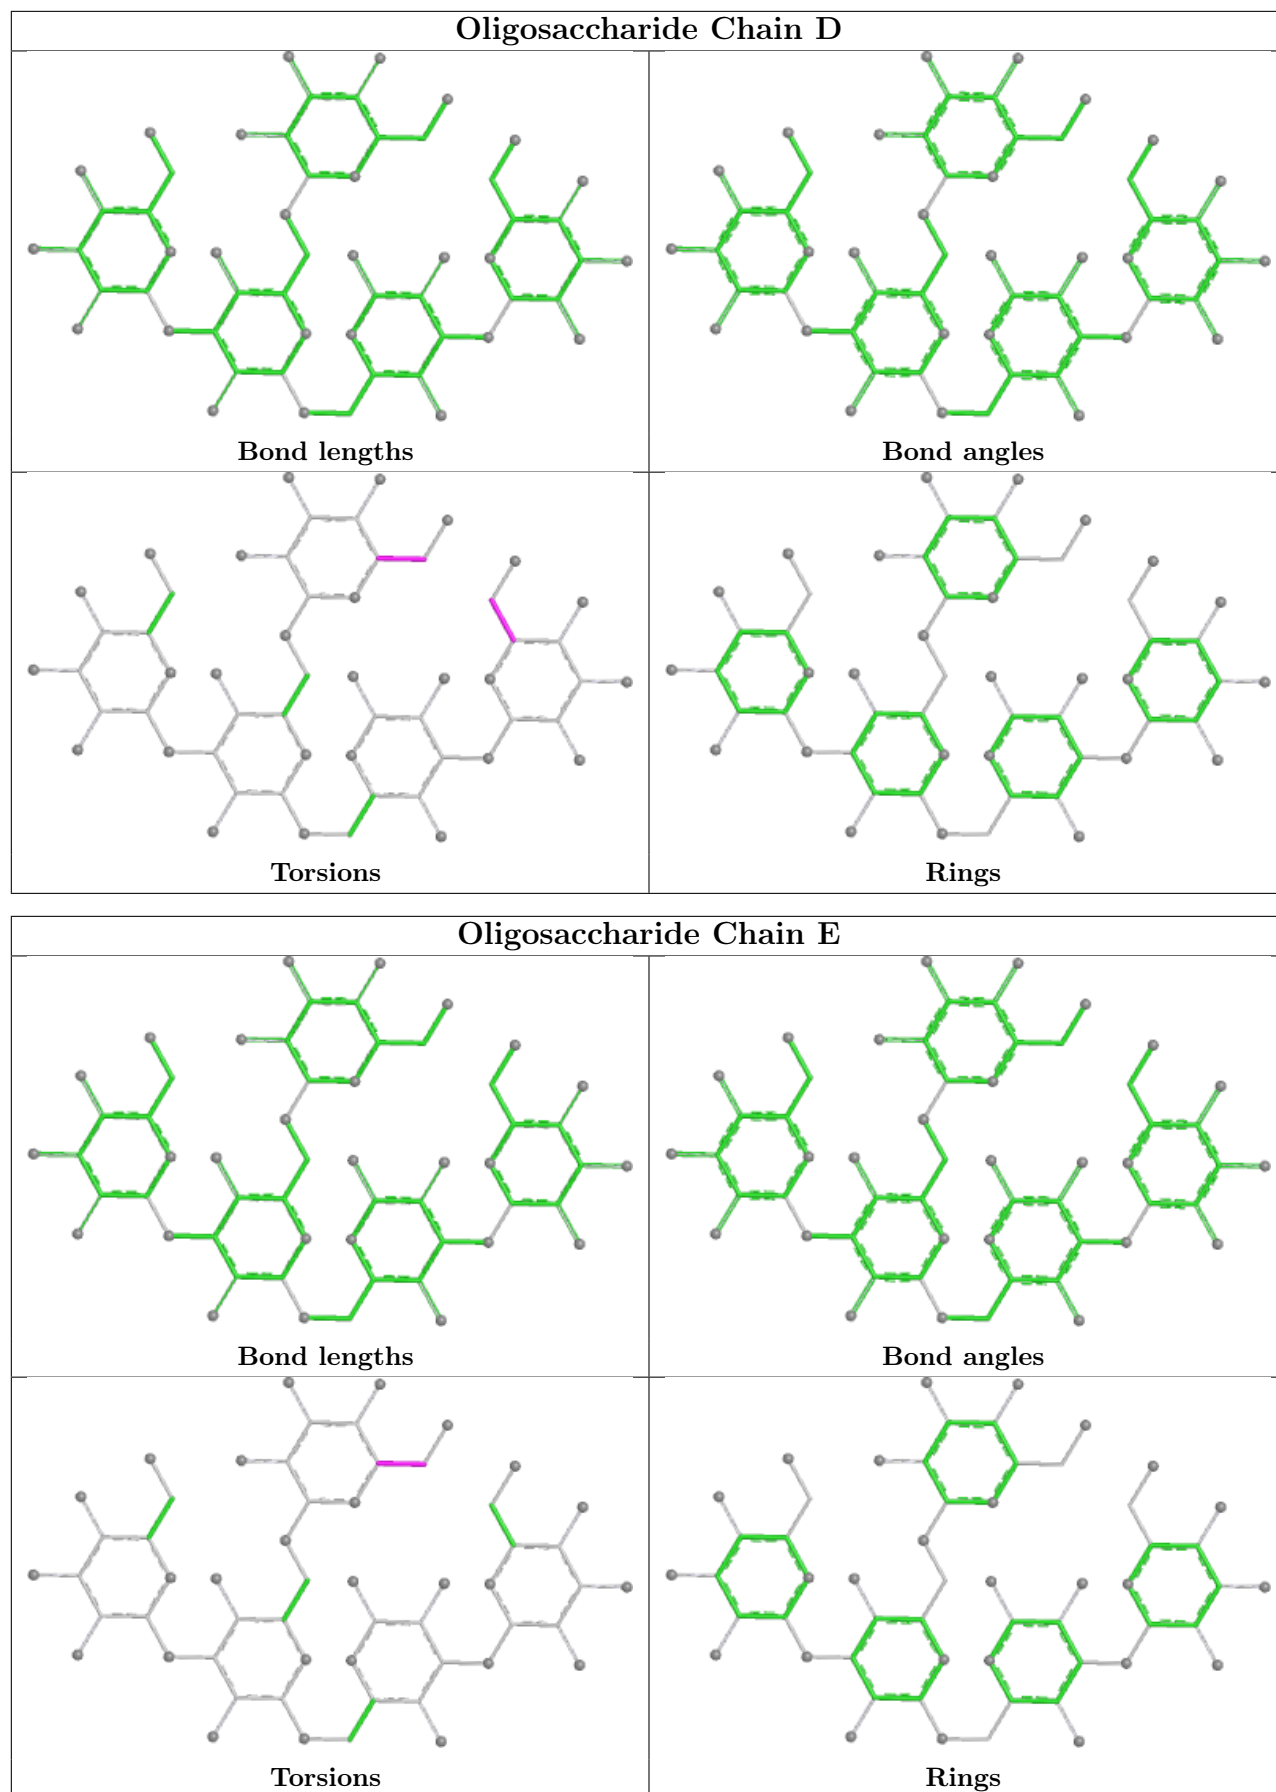 Oligosaccharide Chain D
Bond lengths
Bond angles
Torsions
Rings
Oligosaccharide Chain E
Bond lengths
Bond angles
Torsions
Rings